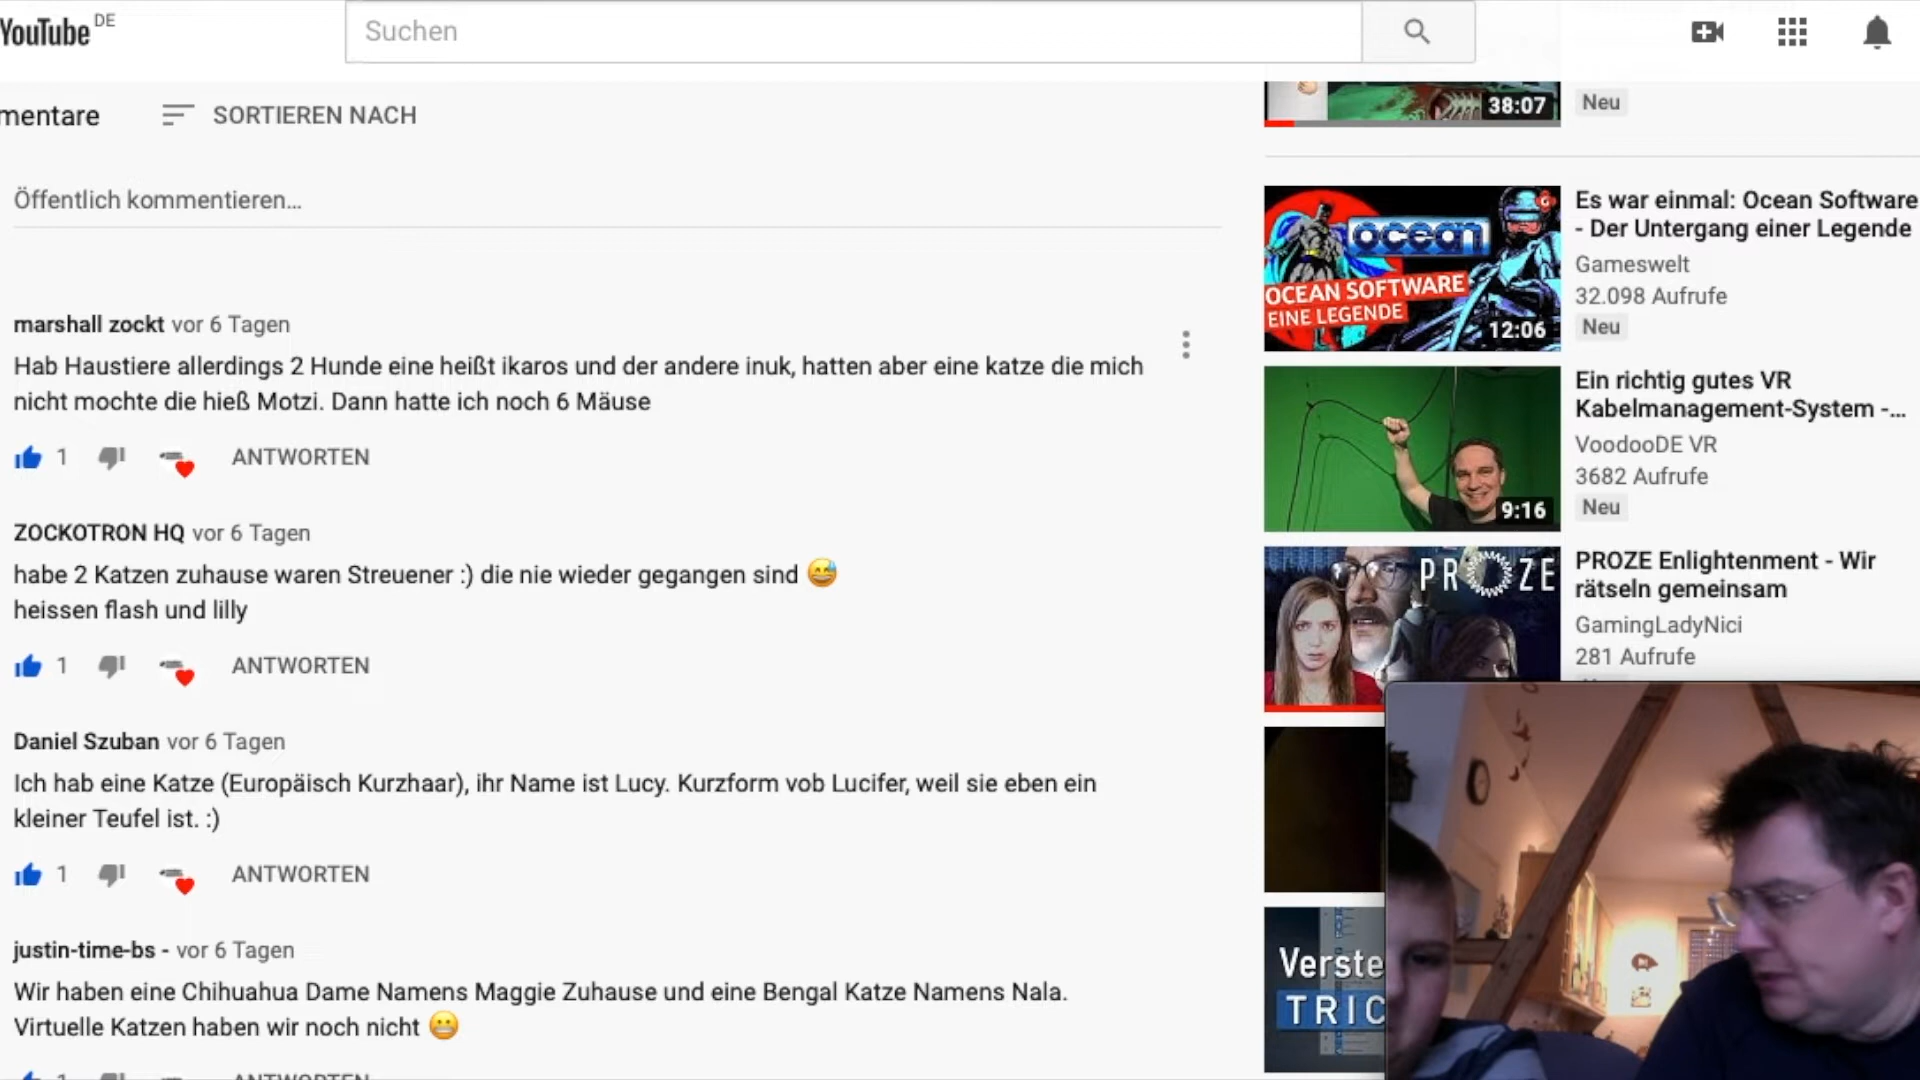 YouTube DE
Suchen
mentare
SORTIEREN NACH
Öffentlich kommentieren...
marshall zockt vor 6 Tagen
Hab Haustiere allerdings 2 Hunde eine heißt ikaros und der andere inuk, hatten aber eine katze die mich
nicht mochte die hieß Motzi. Dann hatte ich noch 6 Mäuse
1 ANTWORTEN
ZOCKOTRON HQ vor 6 Tagen
habe 2 Katzen zuhause waren Streuener :) die nie wieder gegangen sind 😅
heissen flash und lilly
1 ANTWORTEN
Daniel Szuban vor 6 Tagen
Ich hab eine Katze (Europäisch Kurzhaar), ihr Name ist Lucy. Kurzform vob Lucifer, weil sie eben ein
kleiner Teufel ist. :)
1 ANTWORTEN
justin-time-bs - vor 6 Tagen
Wir haben eine Chihuahua Dame Namens Maggie Zuhause und eine Bengal Katze Namens Nala.
Virtuelle Katzen haben wir noch nicht 😬
1 ANTWORTEN
38:07
Neu
ocean
OCEAN SOFTWARE
EINE LEGENDE
12:06
Es war einmal: Ocean Software
- Der Untergang einer Legende
Gameswelt
32.098 Aufrufe
Neu
9:16
Ein richtig gutes VR
Kabelmanagement-System -...
VoodooDE VR
3682 Aufrufe
Neu
PROZE
PROZE Enlightenment - Wir
rätseln gemeinsam
GamingLadyNici
281 Aufrufe
Verste
TRIC